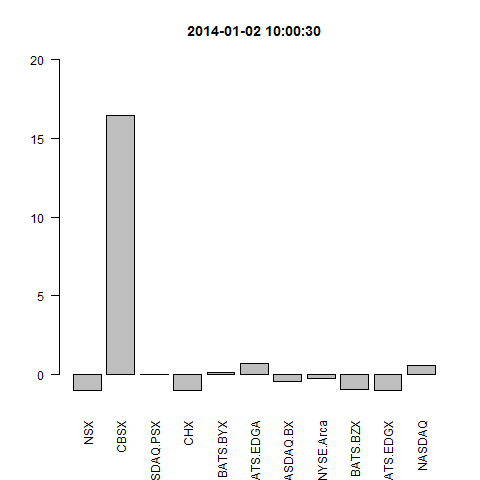 2014-01-02 10:00:30
20
15
10
5
0
NSX
CBSX
SDAQ.PSX
CHX
BATS.BYX
ATS.EDGA
ASDAQ.BX
NYSE.Arca
BATS.BZX
ATS.EDGX
NASDAQ